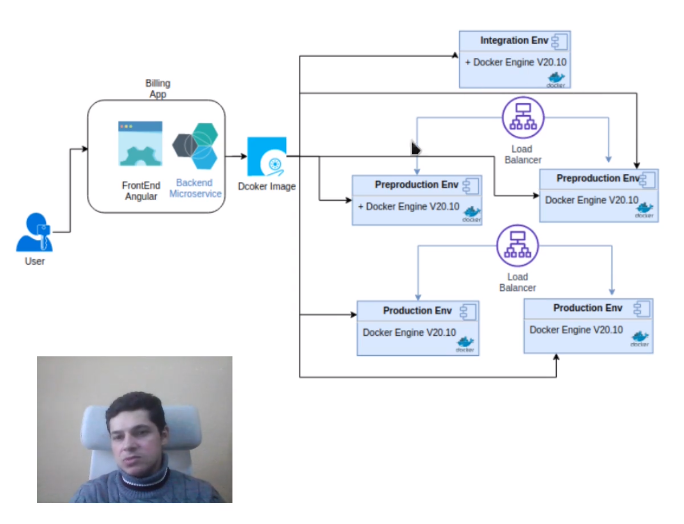 Integration Env
+ Docker Engine V20.10
docker
Billing
App
Load
Balancer
FrontEnd
Angular
Backend
Microservice
Dcoker Image
Preproduction Env
+ Docker Engine V20.10
docker
Preproduction Env
Docker Engine V20.10
docker
User
Load
Balancer
Production Env
Docker Engine V20.10
docker
Production Env
Docker Engine V20.10
docker